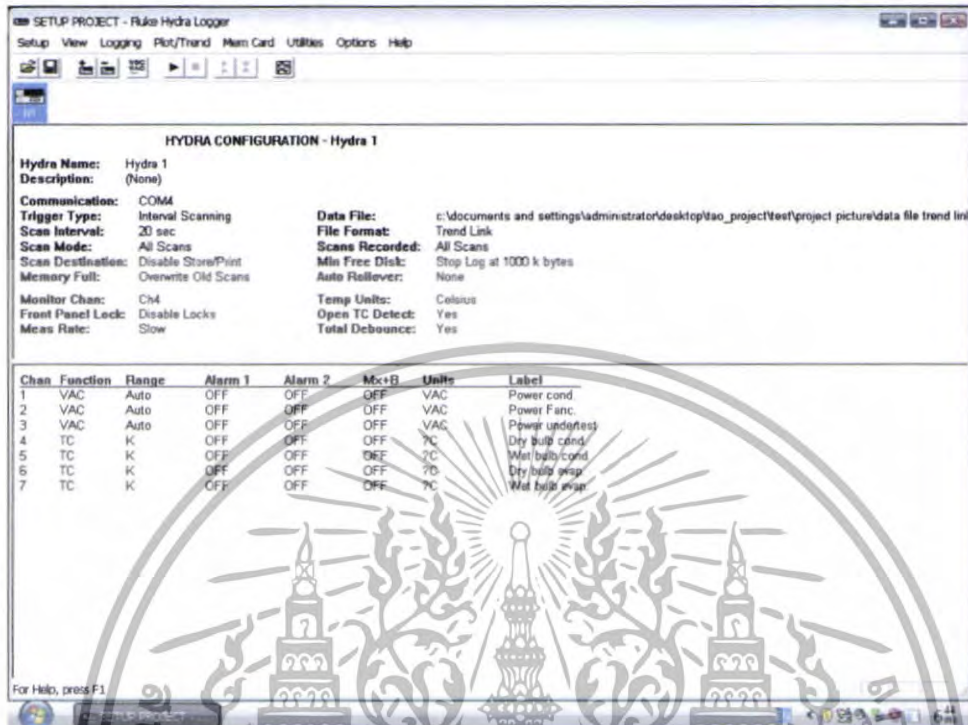 SETUP PROJECT - Fluke Hydra Logger
Setup View Logging Plot/Trend Mem Card Utilities Options Help
HYDRA CONFIGURATION - Hydra 1
Hydra Name: Hydra 1
Description: (None)
Communication: COM4
Trigger Type: Interval Scanning Data File: c:\documents and settings\administrator\desktop\tao_project\test\project picture\data file trend link
Scan Interval: 20 sec File Format: Trend Link
Scan Mode: All Scans Scans Recorded: All Scans
Scan Destination: Disable Store/Print Min Free Disk: Stop Log at 1000 k bytes
Memory Full: Overwrite Old Scans Auto Rollover: None
Monitor Chan: Ch4 Temp Units: Celsius
Front Panel Lock: Disable Locks Open TC Detect: Yes
Meas Rate: Slow Total Debounce: Yes
Chan Function Range Alarm 1 Alarm 2 Mx+B Units Label
1 VAC Auto OFF OFF OFF VAC Power cond.
2 VAC Auto OFF OFF OFF VAC Power Fanc.
3 VAC Auto OFF OFF OFF VAC Power undertest
4 TC K OFF OFF OFF ?C Dry bulb cond.
5 TC K OFF OFF OFF ?C Wet bulb cond.
6 TC K OFF OFF OFF ?C Dry bulb evap.
7 TC K OFF OFF OFF ?C Wet bulb evap.
For Help, press F1
SETUP PROJECT -